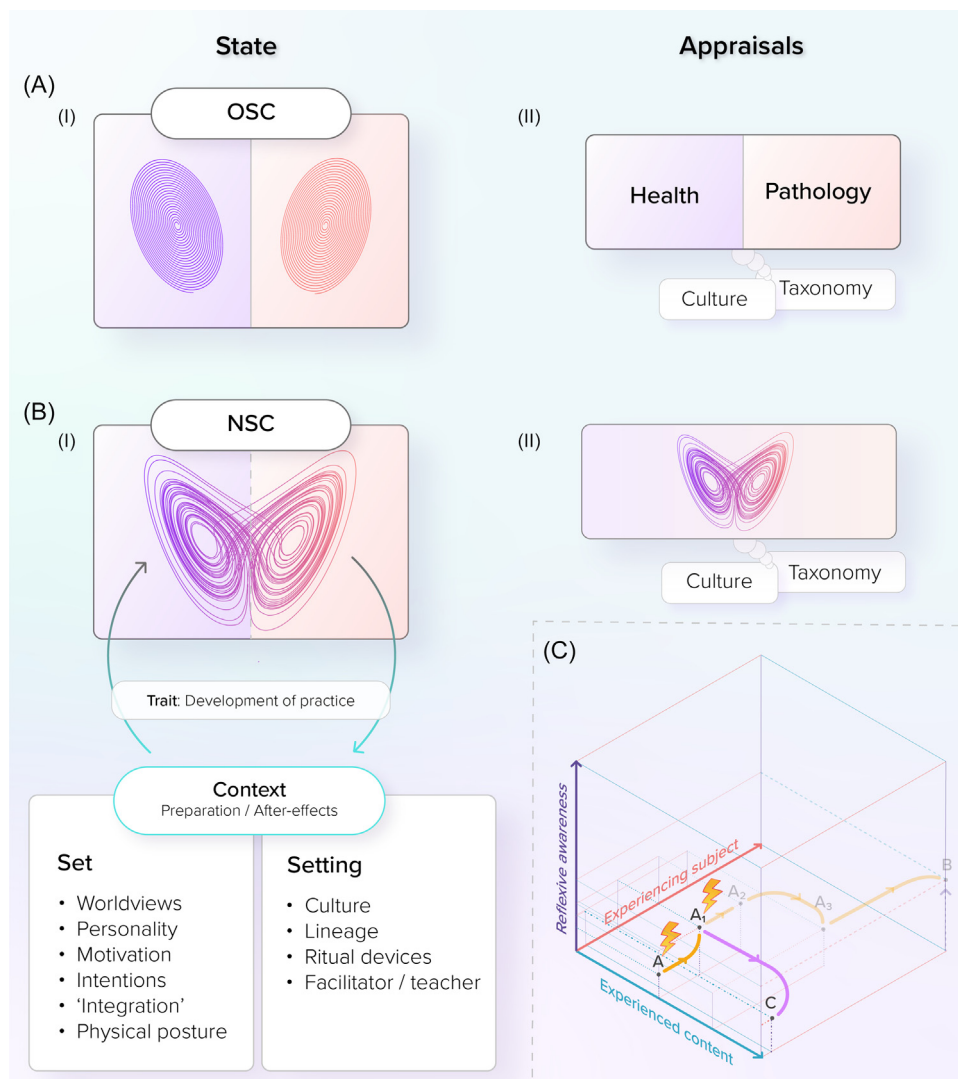 State
Appraisals
(A)
(I)
OSC
(II)
Health
Pathology
Culture
Taxonomy
(B)
(I)
NSC
(II)
Culture
Taxonomy
Trait: Development of practice
Context
Preparation / After-effects
Set
• Worldviews
• Personality
• Motivation
• Intentions
• ‘Integration’
• Physical posture
Setting
• Culture
• Lineage
• Ritual devices
• Facilitator / teacher
(C)
Reflexive awareness
Experiencing subject
Experienced content
A
A₁
A₂
A₃
B
C